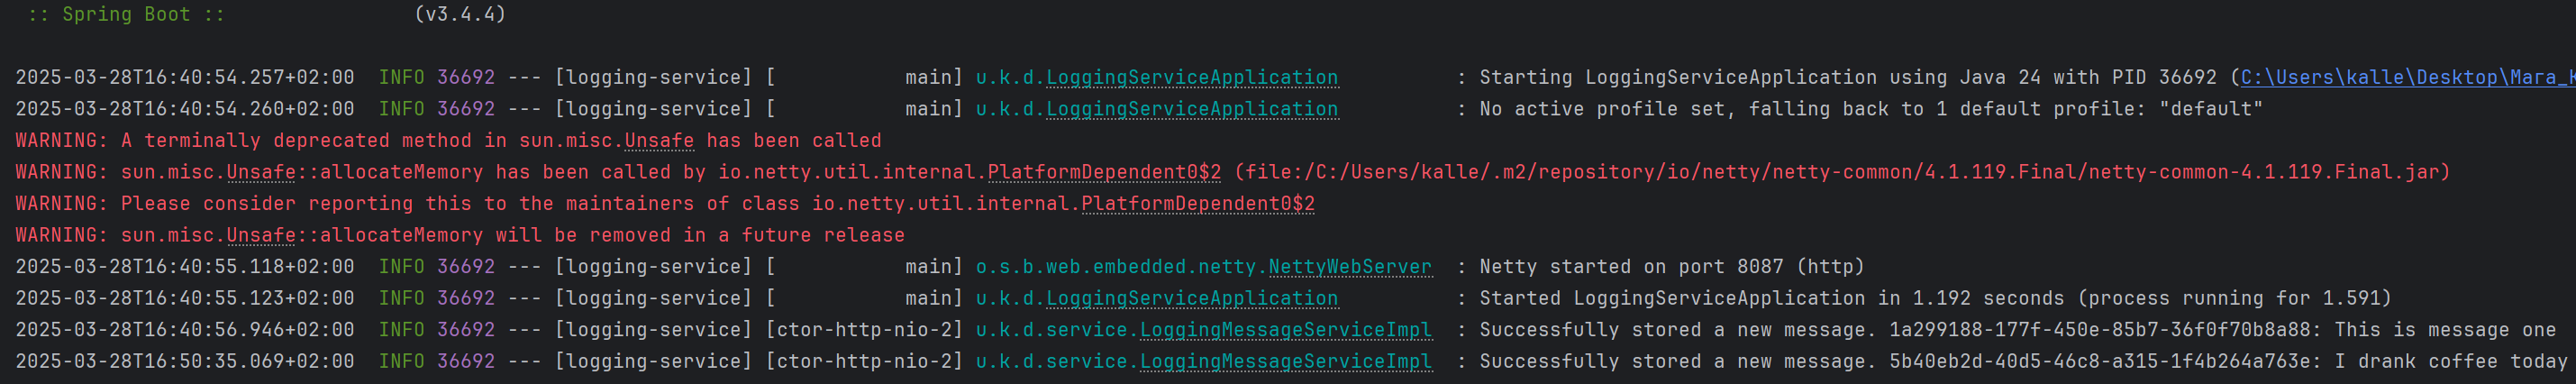 :: Spring Boot ::                (v3.4.4)
2025-03-28T16:40:54.257+02:00  INFO 36692 --- [logging-service] [           main] u.k.d.LoggingServiceApplication          : Starting LoggingServiceApplication using Java 24 with PID 36692 (C:\Users\kalle\Desktop\Mara_K
2025-03-28T16:40:54.260+02:00  INFO 36692 --- [logging-service] [           main] u.k.d.LoggingServiceApplication          : No active profile set, falling back to 1 default profile: "default"
WARNING: A terminally deprecated method in sun.misc.Unsafe has been called
WARNING: sun.misc.Unsafe::allocateMemory has been called by io.netty.util.internal.PlatformDependent0$2 (file:/C:/Users/kalle/.m2/repository/io/netty/netty-common/4.1.119.Final/netty-common-4.1.119.Final.jar)
WARNING: Please consider reporting this to the maintainers of class io.netty.util.internal.PlatformDependent0$2
WARNING: sun.misc.Unsafe::allocateMemory will be removed in a future release
2025-03-28T16:40:55.118+02:00  INFO 36692 --- [logging-service] [           main] o.s.b.web.embedded.netty.NettyWebServer  : Netty started on port 8087 (http)
2025-03-28T16:40:55.123+02:00  INFO 36692 --- [logging-service] [           main] u.k.d.LoggingServiceApplication          : Started LoggingServiceApplication in 1.192 seconds (process running for 1.591)
2025-03-28T16:40:56.946+02:00  INFO 36692 --- [logging-service] [ctor-http-nio-2] u.k.d.service.LoggingMessageServiceImpl  : Successfully stored a new message. 1a299188-177f-450e-85b7-36f0f70b8a88: This is message one
2025-03-28T16:50:35.069+02:00  INFO 36692 --- [logging-service] [ctor-http-nio-2] u.k.d.service.LoggingMessageServiceImpl  : Successfully stored a new message. 5b40eb2d-40d5-46c8-a315-1f4b264a763e: I drank coffee today